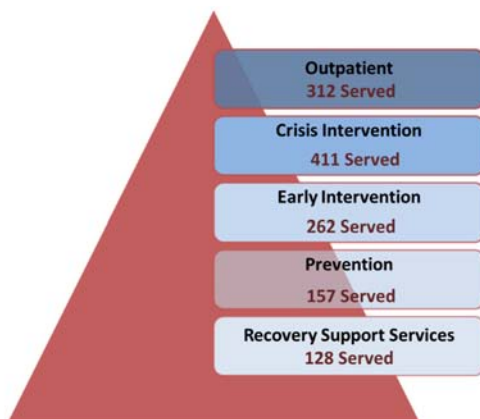 Outpatient
312 Served
Crisis Intervention
411 Served
Early Intervention
262 Served
Prevention
157 Served
Recovery Support Services
128 Served